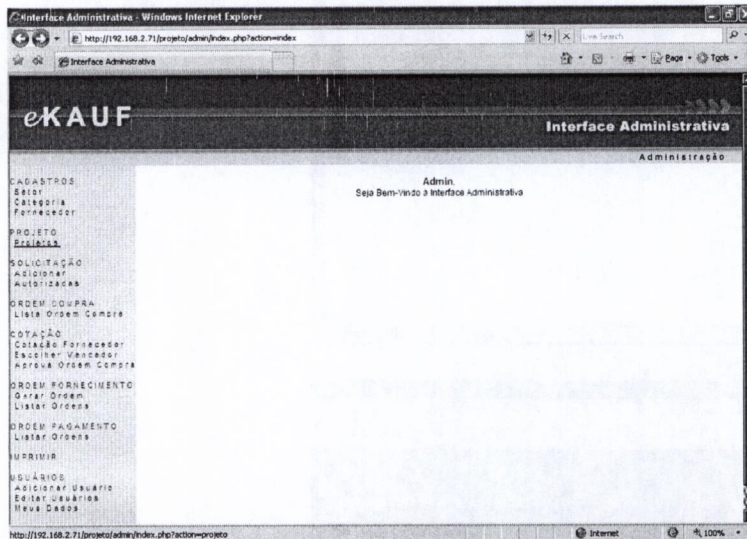 Interface Administrativa - Windows Internet Explorer
http://192.168.2.71/projeto/admin/index.php?action=index
Live Search
Interface Administrativa
Page
Tools
eKAUF
Interface Administrativa
Administração
CADASTROS
Setor
Categoria
Fornecedor
PROJETO
Projetos
SOLICITAÇÃO
Adicionar
Autorizadas
ORDEM COMPRA
Lista Ordem Compra
COTAÇÃO
Cotação Fornecedor
Escolher Vencedor
Aprova Ordem Compra
ORDEM FORNECIMENTO
Gerar Ordem
Listar Ordens
ORDEM PAGAMENTO
Listar Ordens
IMPRIMIR
USUÁRIOS
Adicionar Usuário
Editar Usuários
Meus Dados
Admin,
Seja Bem-Vindo à Interface Administrativa
http://192.168.2.71/projeto/admin/index.php?action=projeto
Internet
100%